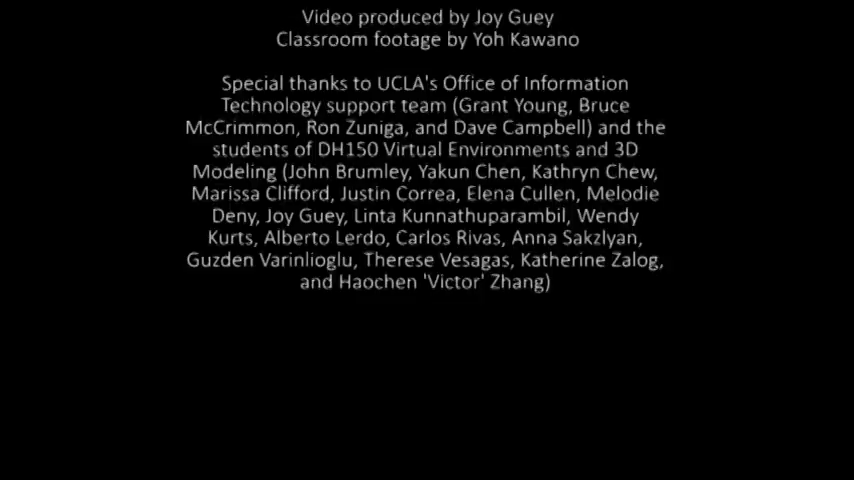 Video produced by Joy Guey
Classroom footage by Yoh Kawano
Special thanks to UCLA's Office of Information
Technology support team (Grant Young, Bruce
McCrimmon, Ron Zuniga, and Dave Campbell) and the
students of DH150 Virtual Environments and 3D
Modeling (John Brumley, Yakun Chen, Kathryn Chew,
Marissa Clifford, Justin Correa, Elena Cullen, Melodie
Deny, Joy Guey, Linta Kunnathuparambil, Wendy
Kurts, Alberto Lerdo, Carlos Rivas, Anna Sakzlyan,
Guzden Varinlioglu, Therese Vesagas, Katherine Zalog,
and Haochen 'Victor' Zhang)